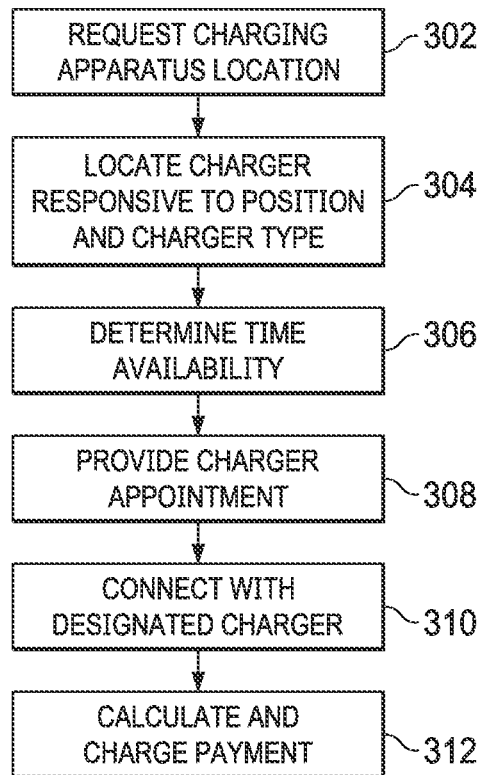 REQUEST CHARGING
APPARATUS LOCATION
302
LOCATE CHARGER
RESPONSIVE TO POSITION
AND CHARGER TYPE
304
DETERMINE TIME
AVAILABILITY
306
PROVIDE CHARGER
APPOINTMENT
308
CONNECT WITH
DESIGNATED CHARGER
310
CALCULATE AND
CHARGE PAYMENT
312